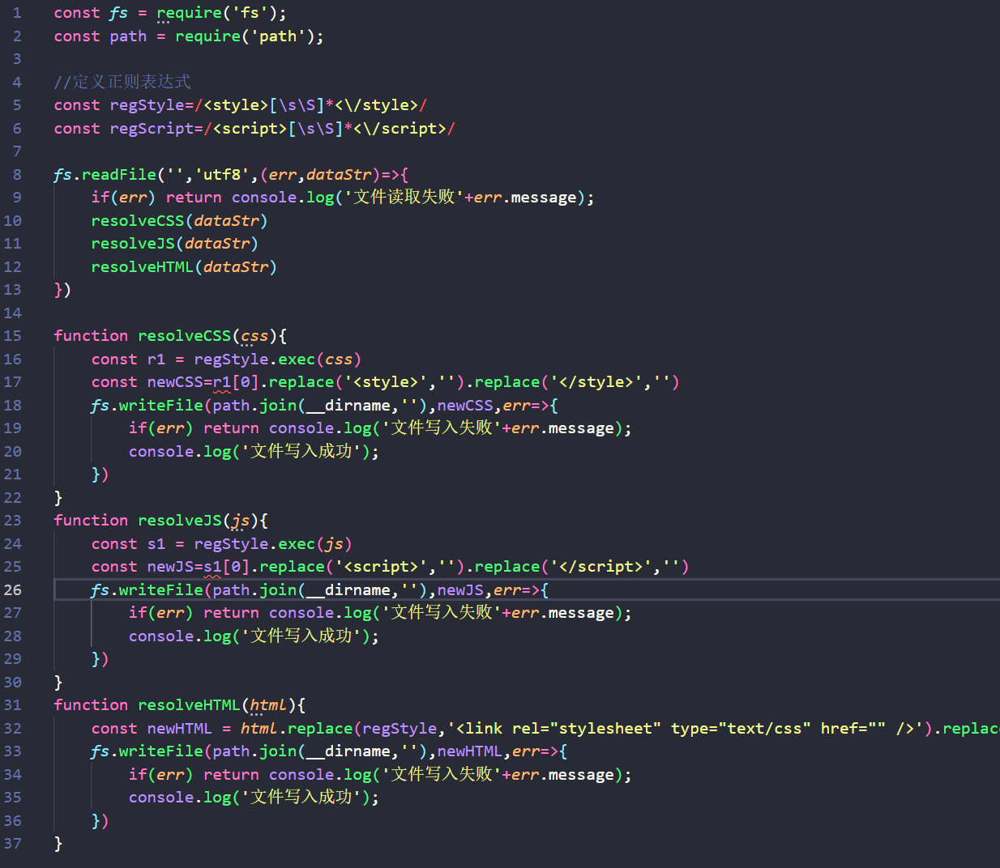 1 const fs = require('fs');
2 const path = require('path');
3
4 //定义正则表达式
5 const regStyle=/<style>[\s\S]*<\/style>/
6 const regScript=/<script>[\s\S]*<\/script>/
7
8 fs.readFile('','utf8',(err,dataStr)=>{
9     if(err) return console.log('文件读取失败'+err.message);
10     resolveCSS(dataStr)
11     resolveJS(dataStr)
12     resolveHTML(dataStr)
13 })
14
15 function resolveCSS(css){
16     const r1 = regStyle.exec(css)
17     const newCSS=r1[0].replace('<style>','').replace('</style>','')
18     fs.writeFile(path.join(__dirname,''),newCSS,err=>{
19         if(err) return console.log('文件写入失败'+err.message);
20         console.log('文件写入成功');
21     })
22 }
23 function resolveJS(js){
24     const s1 = regStyle.exec(js)
25     const newJS=s1[0].replace('<script>','').replace('</script>','')
26     fs.writeFile(path.join(__dirname,''),newJS,err=>{
27         if(err) return console.log('文件写入失败'+err.message);
28         console.log('文件写入成功');
29     })
30 }
31 function resolveHTML(html){
32     const newHTML = html.replace(regStyle,'<link rel="stylesheet" type="text/css" href="" />').replac
33     fs.writeFile(path.join(__dirname,''),newHTML,err=>{
34         if(err) return console.log('文件写入失败'+err.message);
35         console.log('文件写入成功');
36     })
37 }